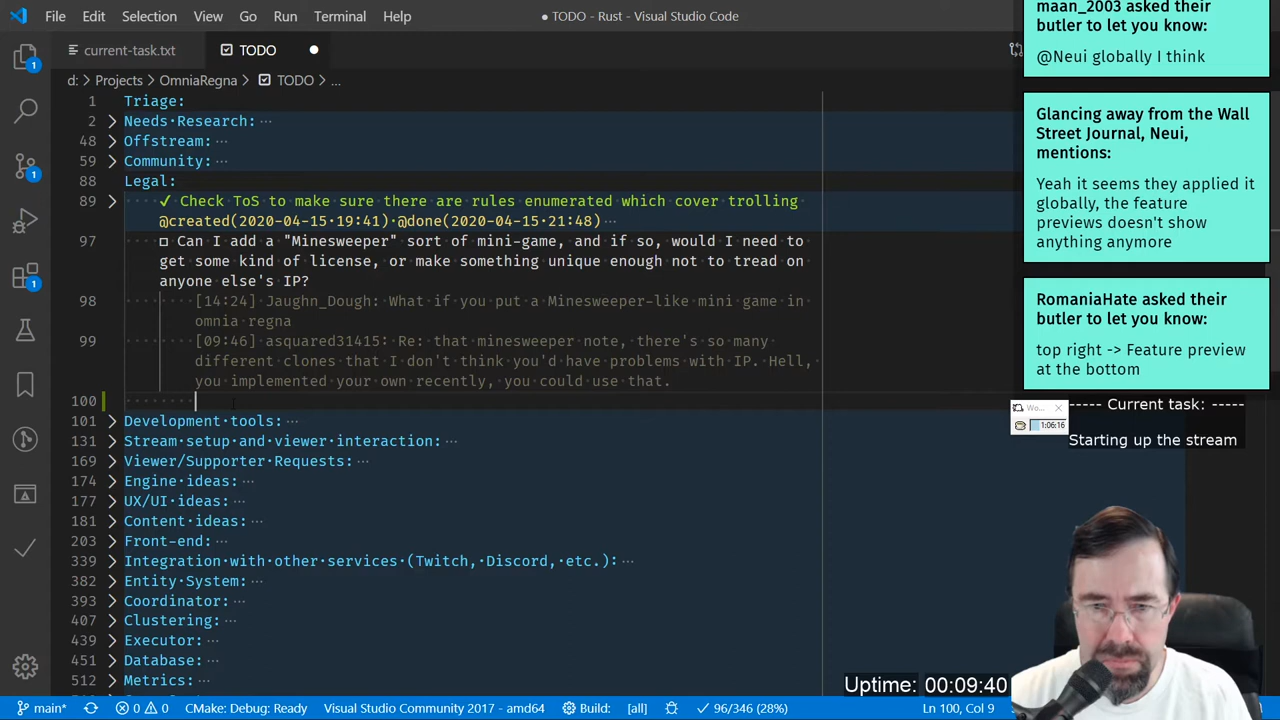 File Edit Selection View Go Run Terminal Help
● TODO - Rust - Visual Studio Code
current-task.txt
TODO
d: > Projects > OmniaRegna > TODO > ...
1 Triage:
2 Needs·Research: ···
48 Offstream: ···
59 Community: ···
88 Legal:
89 ✓ Check ToS to make sure there are rules enumerated which cover trolling
@created(2020-04-15·19:41)·@done(2020-04-15·21:48) ···
97 □ Can I add a "Minesweeper" sort of mini-game, and if so, would I need to
get some kind of license, or make something unique enough not to tread on
anyone else's IP?
98 [14:24] Jaughn_Dough: What if you put a Minesweeper-like mini game in
omnia regna
99 [09:46] asquared31415: Re: that minesweeper note, there's so many
different clones that I don't think you'd have problems with IP. Hell,
you implemented your own recently, you could use that.
100
101 Development tools: ···
131 Stream setup and viewer interaction: ···
169 Viewer/Supporter Requests: ···
174 Engine ideas: ···
177 UX/UI ideas: ···
181 Content ideas: ···
203 Front-end: ···
339 Integration with other services (Twitch, Discord, etc.): ···
382 Entity System: ···
393 Coordinator: ···
407 Clustering: ···
439 Executor: ···
451 Database: ···
512 Metrics: ···
maan_2003 asked their
butler to let you know:
@Neui globally I think
Glancing away from the Wall
Street Journal, Neui,
mentions:
Yeah it seems they applied it
globally, the feature
previews doesn't show
anything anymore
RomaniaHate asked their
butler to let you know:
top right -> Feature preview
at the bottom
Wo...
1:06:16
----- Current task: -----
Starting up the stream
Uptime: 00:09:40
1
1
1
main* 0 0 CMake: Debug: Ready Visual Studio Community 2017 - amd64 Build: [all] 96/346 (28%) Ln 100, Col 9